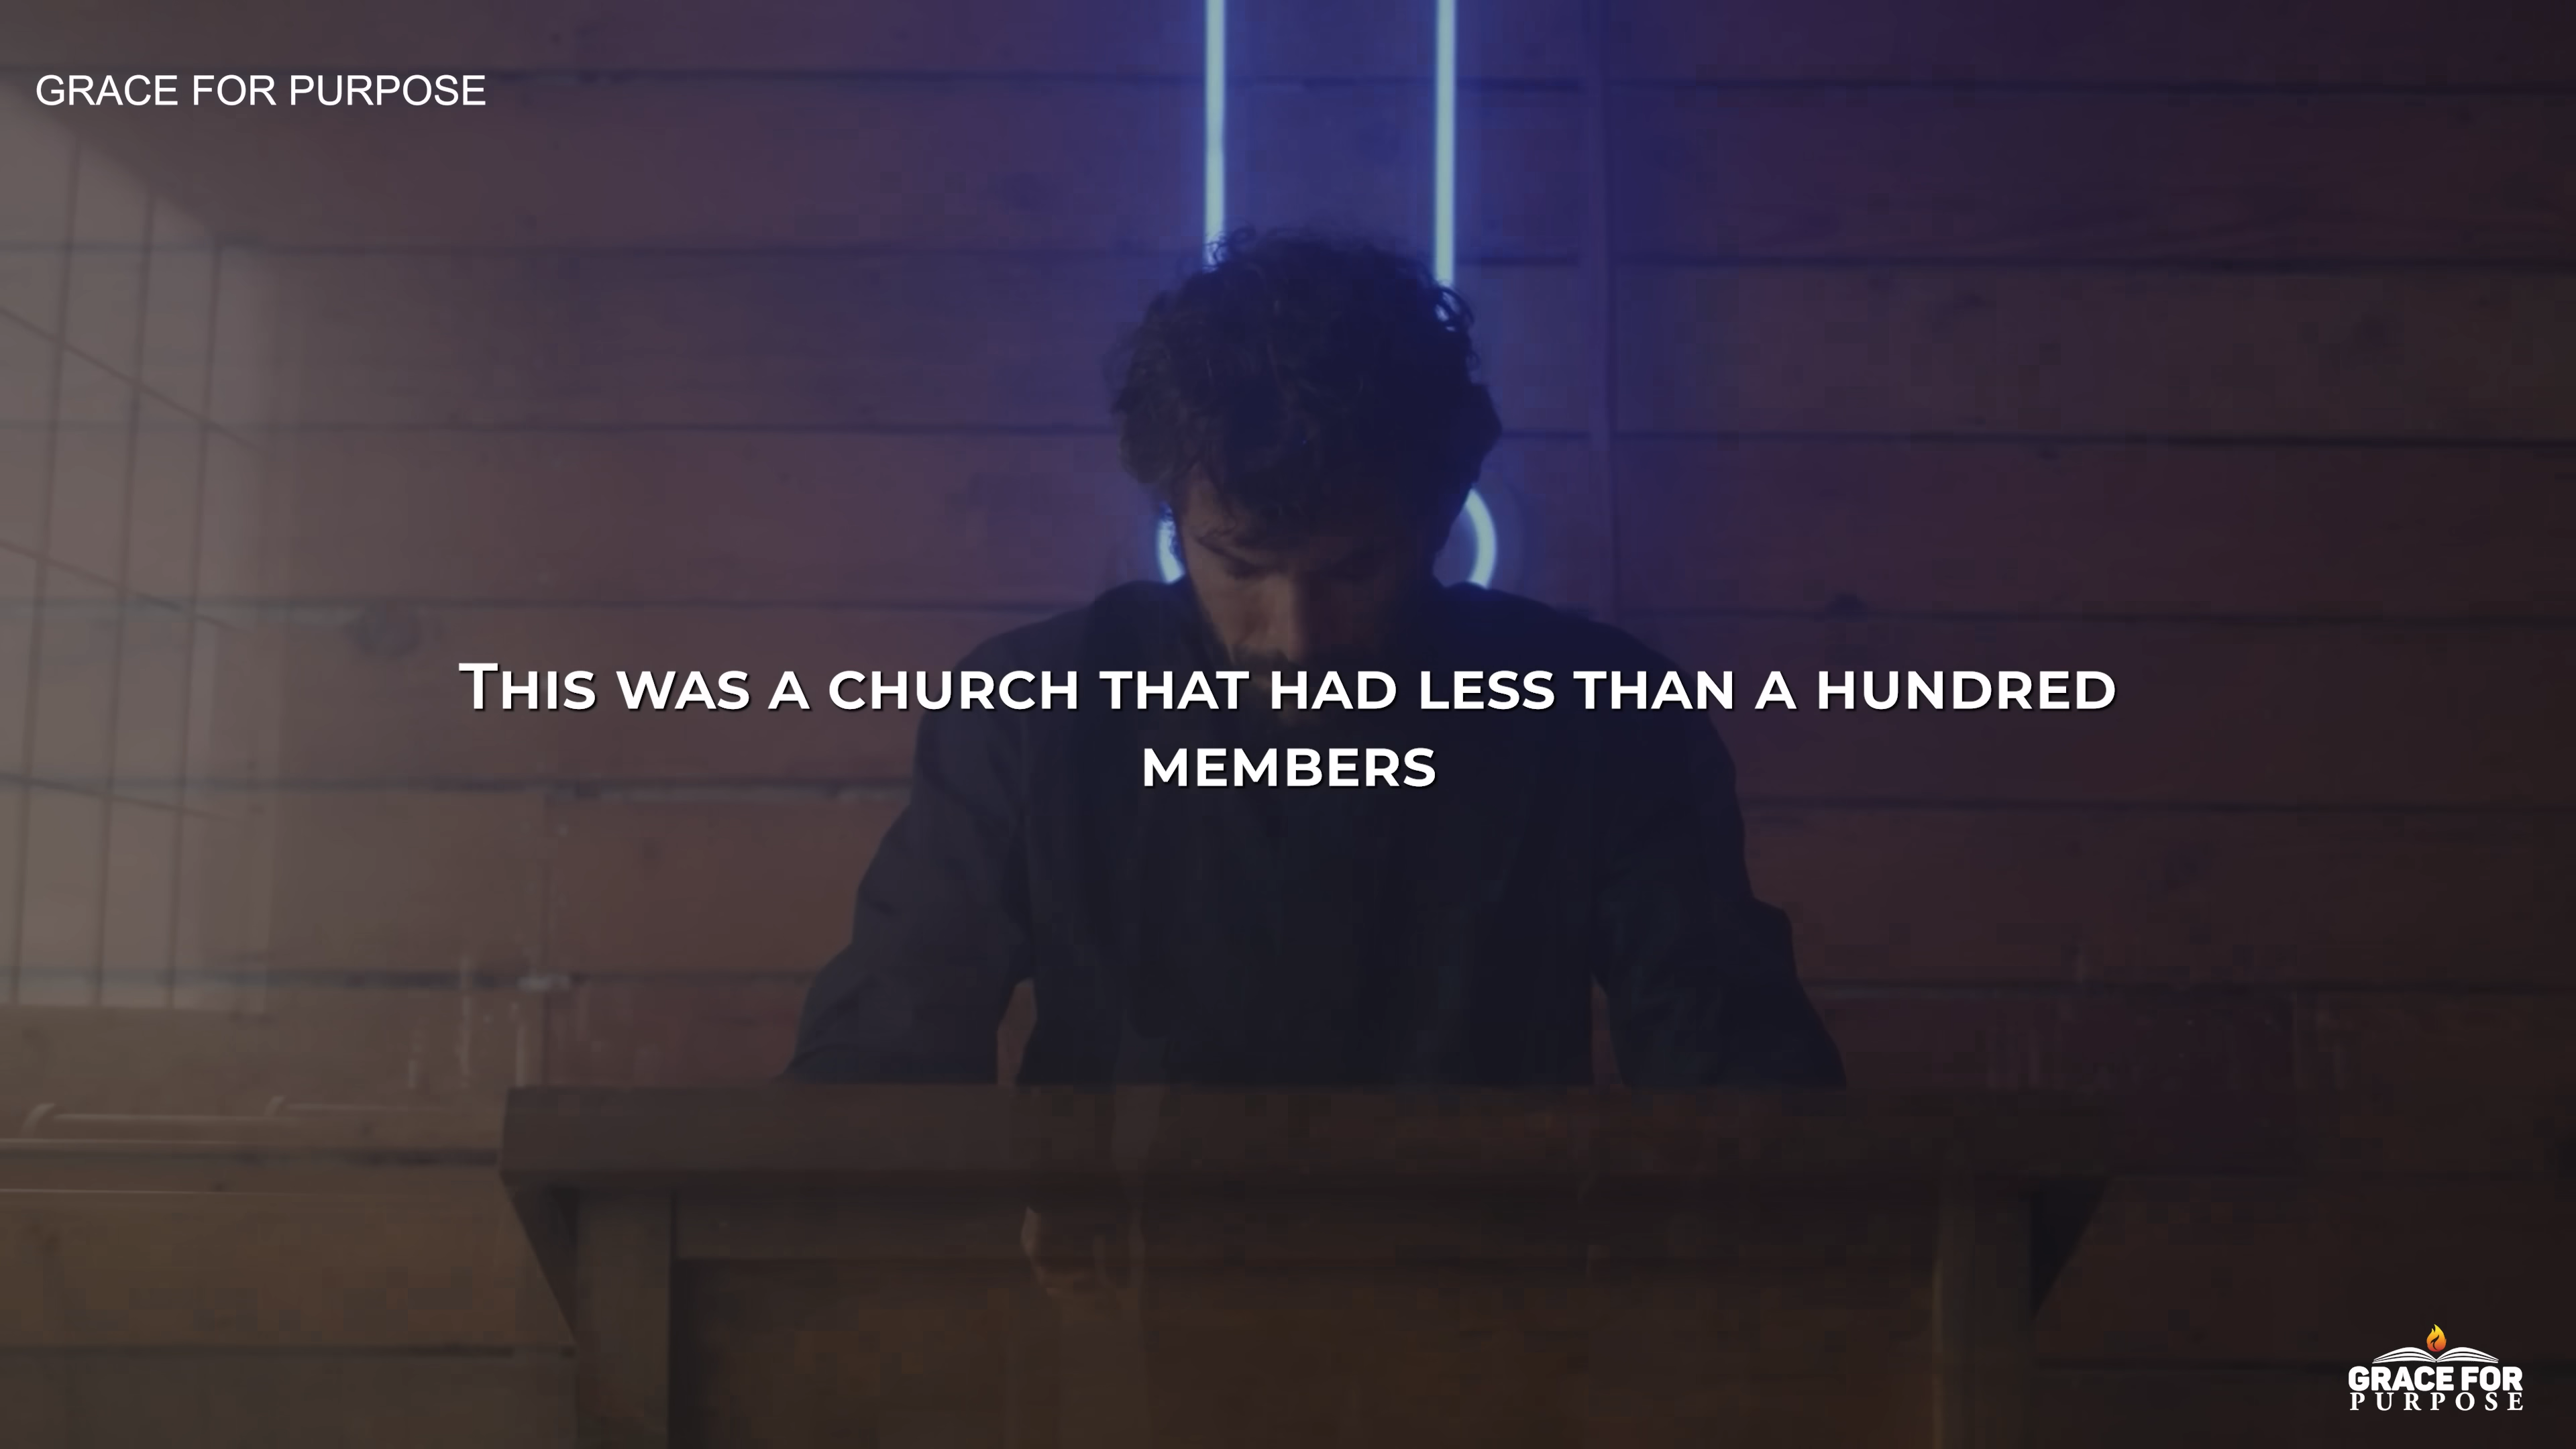 GRACE FOR PURPOSE
THIS WAS A CHURCH THAT HAD LESS THAN A HUNDRED
MEMBERS
GRACE FOR
PURPOSE